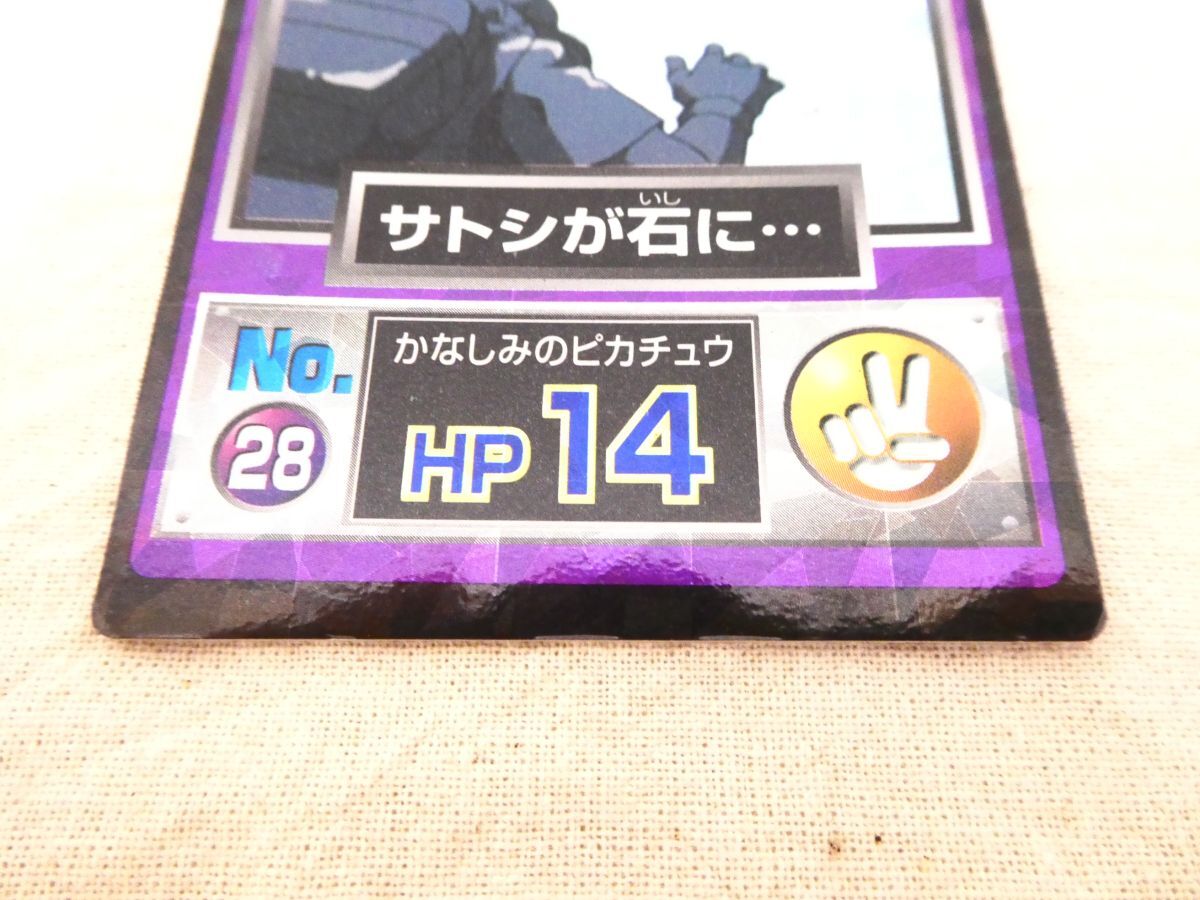 サトシが石に…
いし
No.
28
かなしみのピカチュウ
HP 14